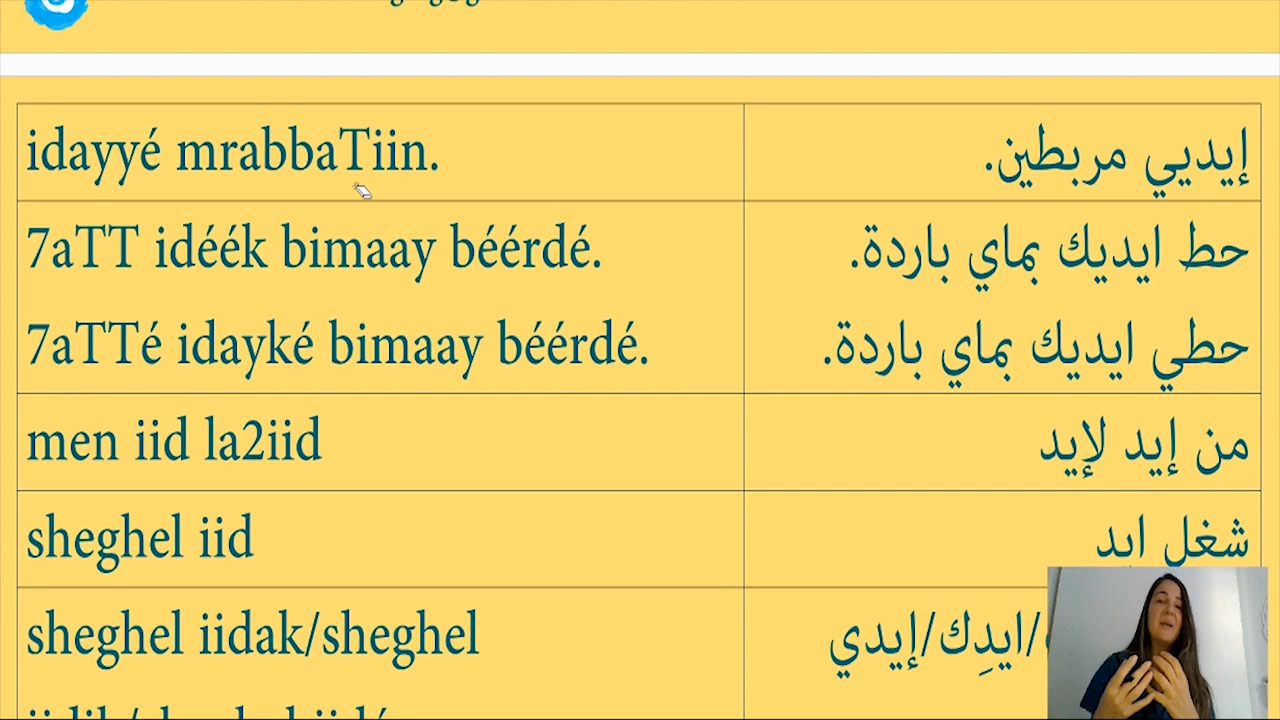 idayyé mrabbaTiin.
إيديي مربطين.
7aTT idéék bimaay béérdé.
حط ايديك بماي باردة.
7aTTé idayké bimaay béérdé.
حطي ايديك بماي باردة.
men iid la2iid
من إيد لإيد
sheghel iid
شغل ايد
sheghel iidak/sheghel
/ايدِك/إيدي